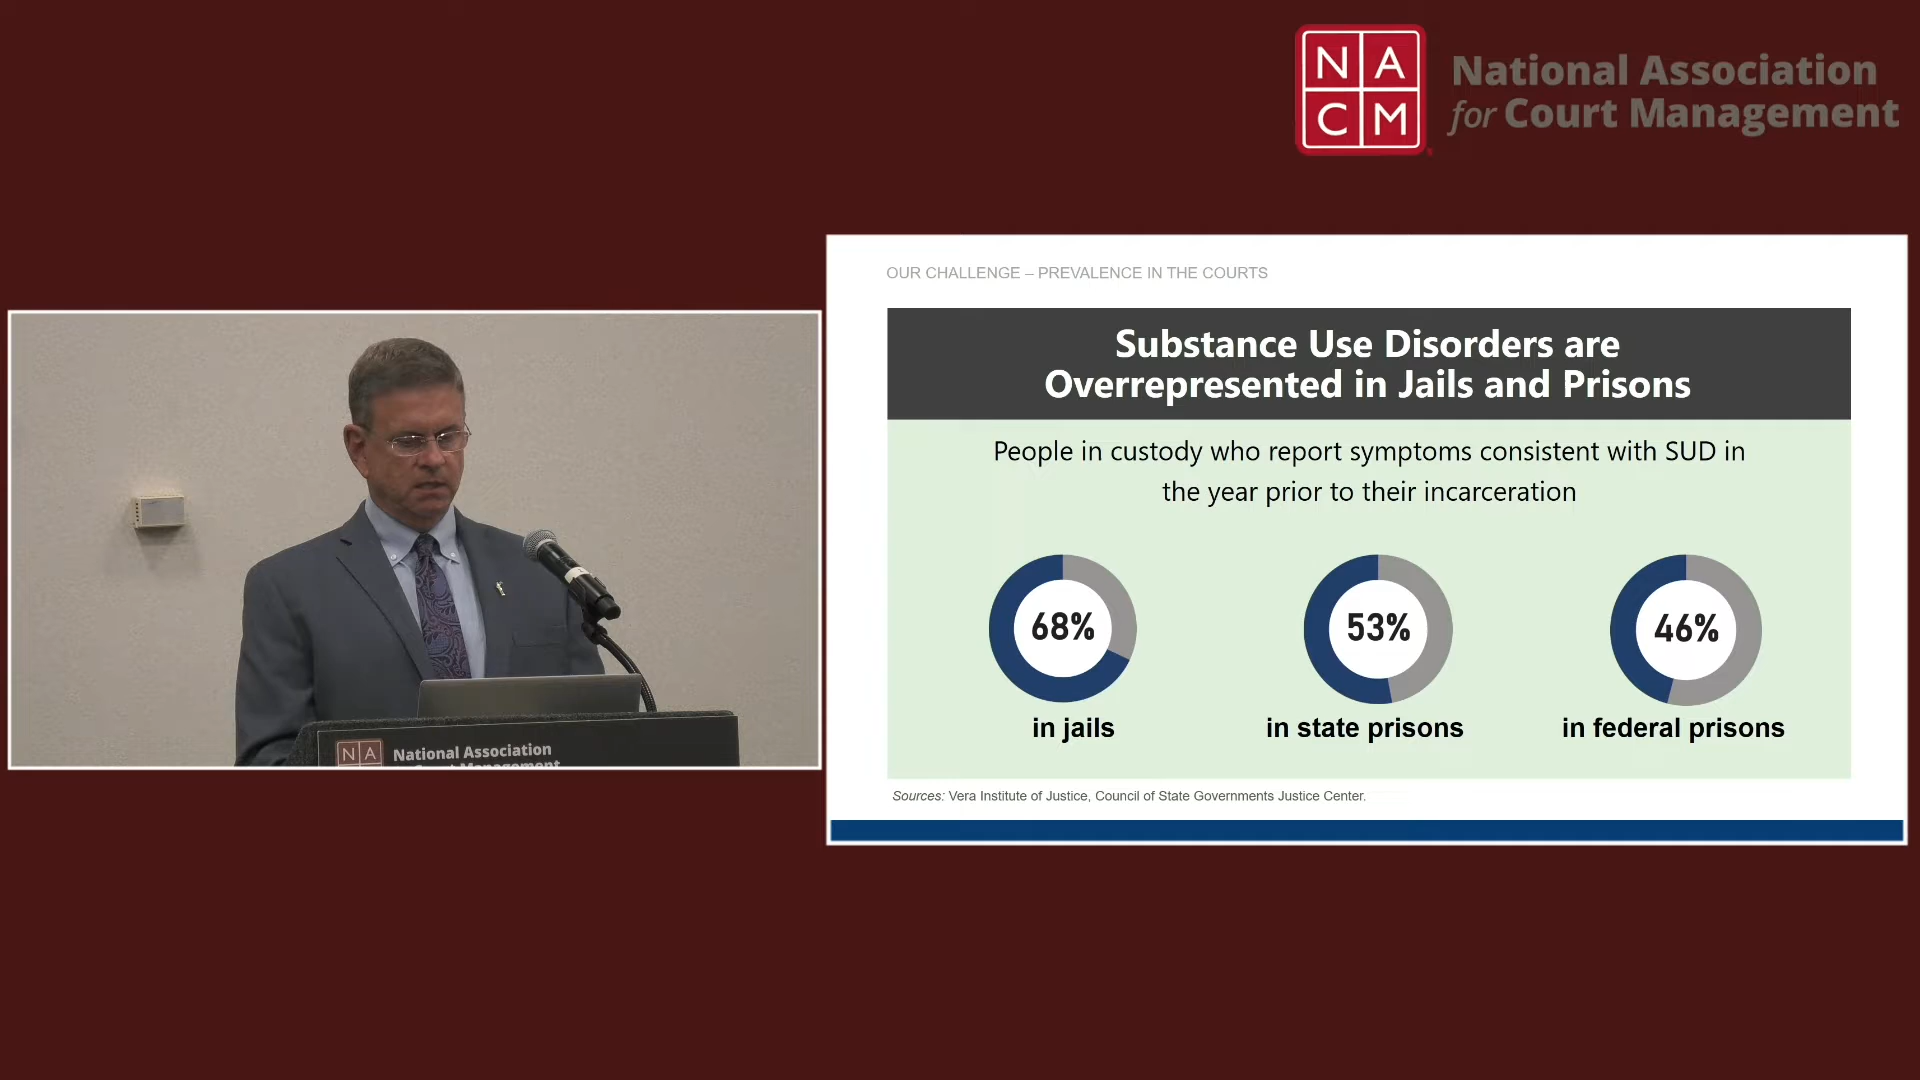 N A
C M
National Association
for Court Management
OUR CHALLENGE – PREVALENCE IN THE COURTS
Substance Use Disorders are
Overrepresented in Jails and Prisons
People in custody who report symptoms consistent with SUD in
the year prior to their incarceration
68%
53%
46%
in jails
in state prisons
in federal prisons
Sources: Vera Institute of Justice, Council of State Governments Justice Center.
N A
National Association
Court Management